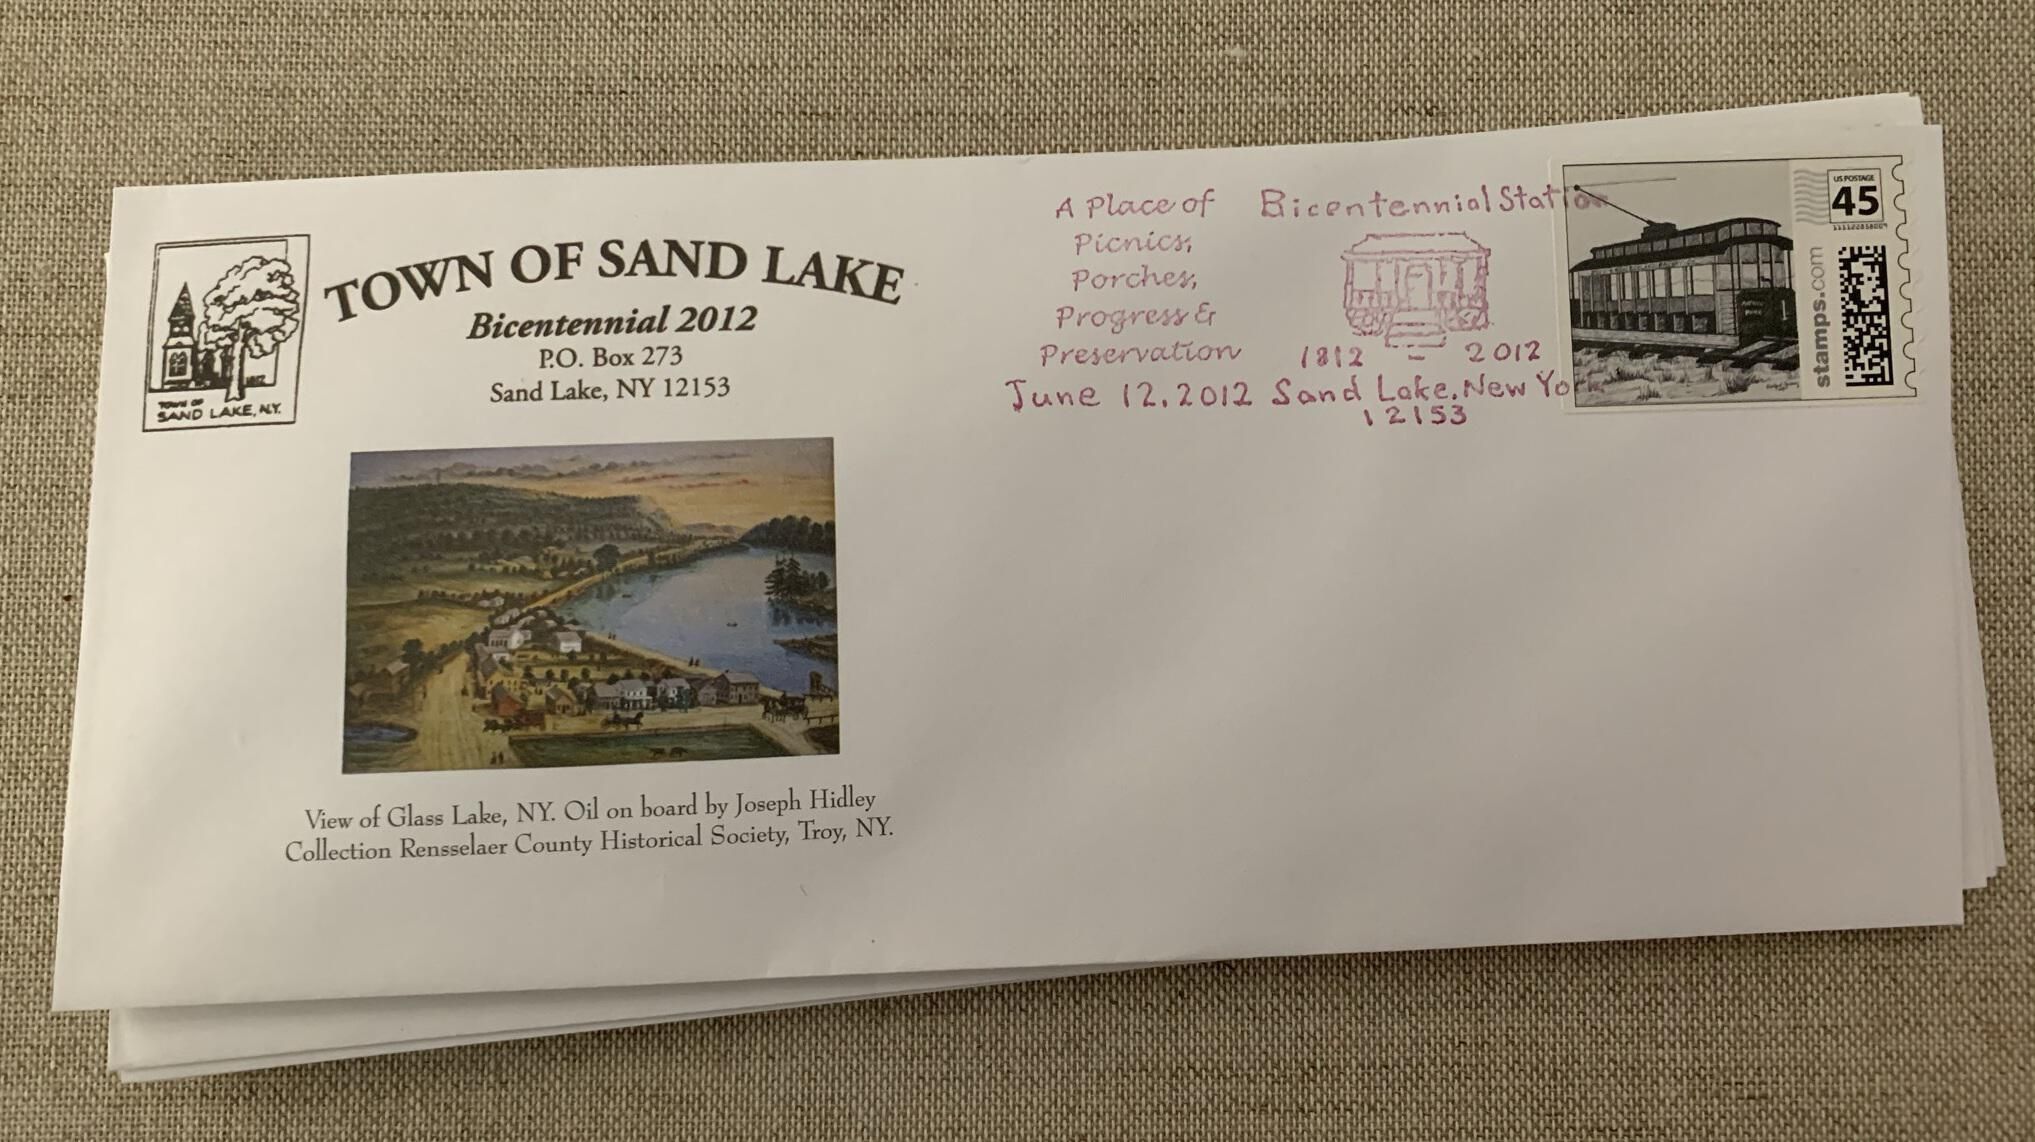 TOWN OF
SAND LAKE, N.Y.
1812
TOWN OF SAND LAKE
Bicentennial 2012
P.O. Box 273
Sand Lake, NY 12153
View of Glass Lake, NY. Oil on board by Joseph Hidley
Collection Rensselaer County Historical Society, Troy, NY.
A Place of
Picnics,
Porches,
Progress &
Preservation
Bicentennial Station
1812 - 2012
June 12, 2012 Sand Lake, New York
12153
US POSTAGE
45
stamps.com